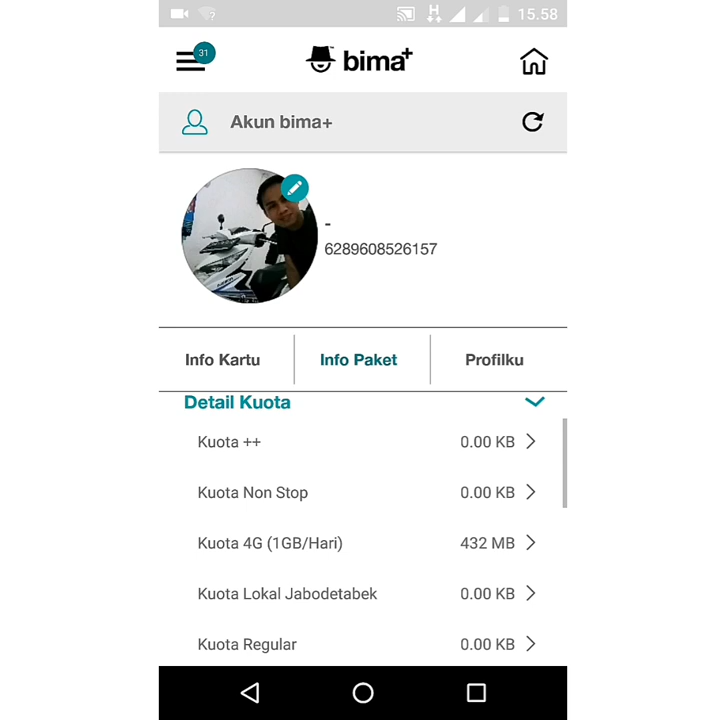 15.58
31
bima+
Akun bima+
-
6289608526157
Info Kartu
Info Paket
Profilku
Detail Kuota
Kuota ++
0.00 KB
Kuota Non Stop
0.00 KB
Kuota 4G (1GB/Hari)
432 MB
Kuota Lokal Jabodetabek
0.00 KB
Kuota Regular
0.00 KB